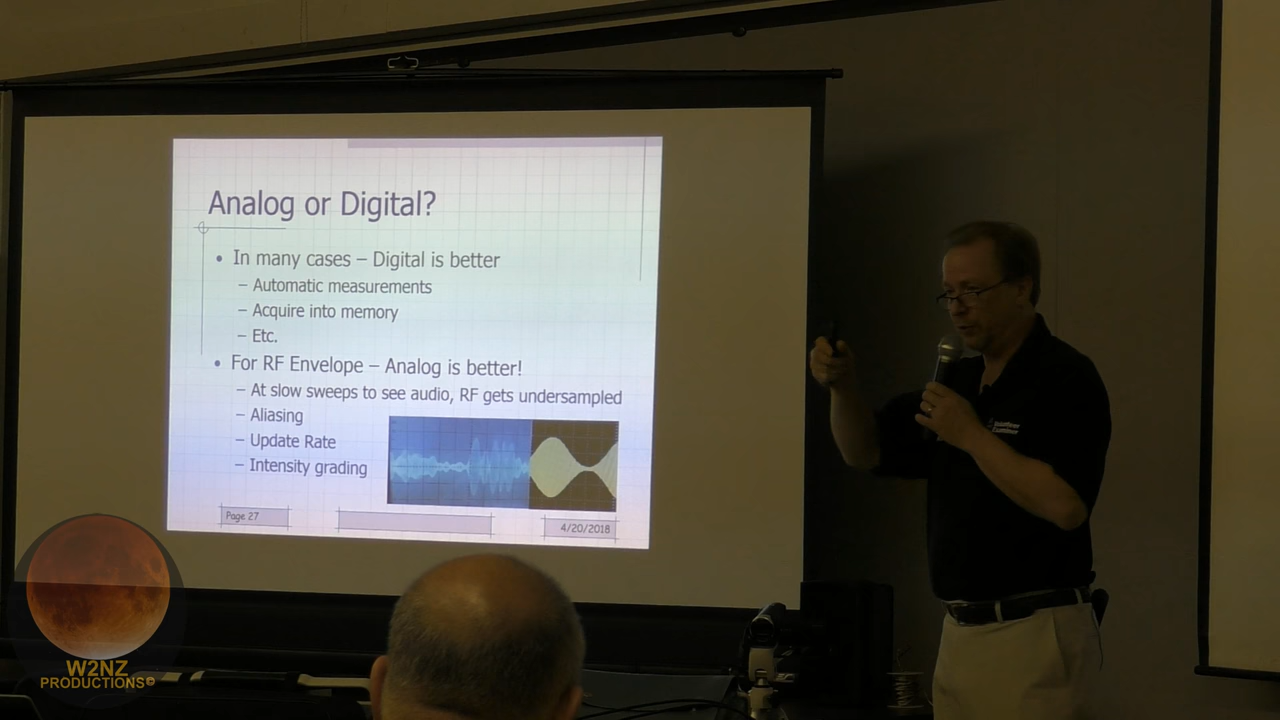 Analog or Digital?
• In many cases – Digital is better
– Automatic measurements
– Acquire into memory
– Etc.
• For RF Envelope – Analog is better!
– At slow sweeps to see audio, RF gets undersampled
– Aliasing
– Update Rate
– Intensity grading
Page 27
4/20/2018
Volunteer
Examiner
W2NZ
PRODUCTIONS©